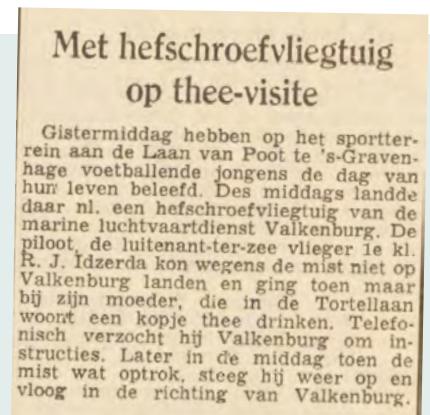 Met hefschroefvliegtuig
op thee-visite
Gistermiddag hebben op het sportter-
rein aan de Laan van Poot te 's-Graven-
hage voetballende jongens de dag van
hun leven beleefd. Des middags landde
daar nl. een hefschroefvliegtuig van de
marine luchtvaartdienst Valkenburg. De
piloot, de luitenant-ter-zee vlieger 1e kl.
R. J. Idzerda kon wegens de mist niet op
Valkenburg landen en ging toen maar
bij zijn moeder, die in de Tortellaan
woont een kopje thee drinken. Telefo-
nisch verzocht hij Valkenburg om in-
structies. Later in de middag toen de
mist wat optrok, steeg hij weer op en
vloog in de richting van Valkenburg.